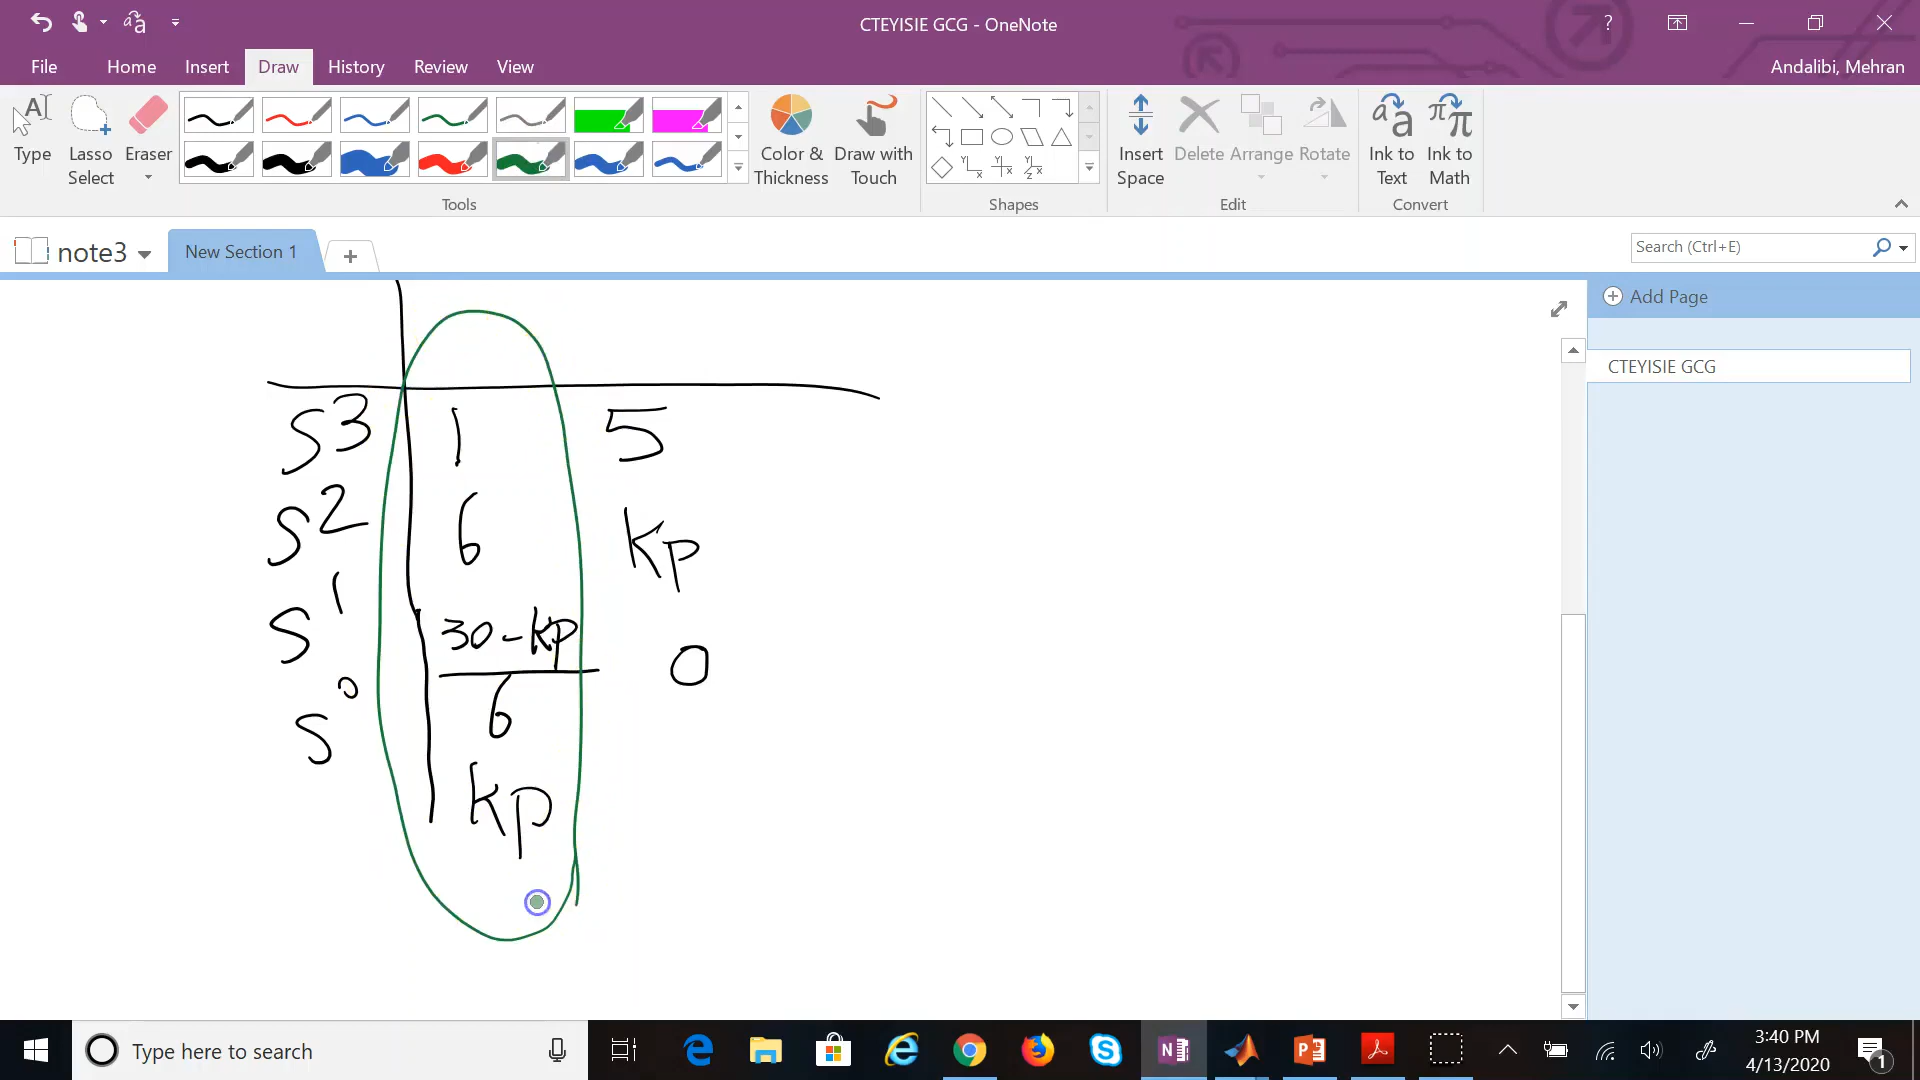 CTEYISIE GCG - OneNote
?
File Home Insert Draw History Review View
Andalibi, Mehran
Type
Lasso Select
Eraser
Color & Thickness
Draw with Touch
Insert Space
Delete
Arrange
Rotate
Ink to Text
Ink to Math
Tools Shapes Edit Convert
note3
New Section 1
+
Search (Ctrl+E)
Add Page
CTEYISIE GCG
s3 1 5
s2 6 kp
s1 30-kp 0
6
s0
kp
Type here to search
3:40 PM
4/13/2020
1